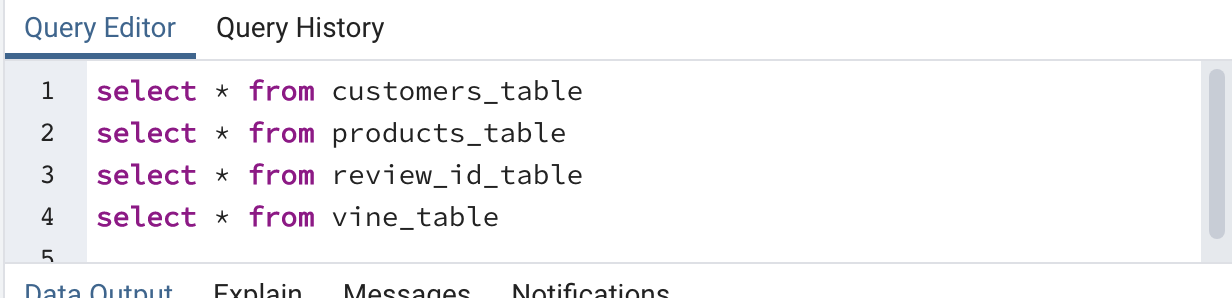 Query Editor Query History
1 select * from customers_table
2 select * from products_table
3 select * from review_id_table
4 select * from vine_table
5
Data Output Explain Messages Notifications